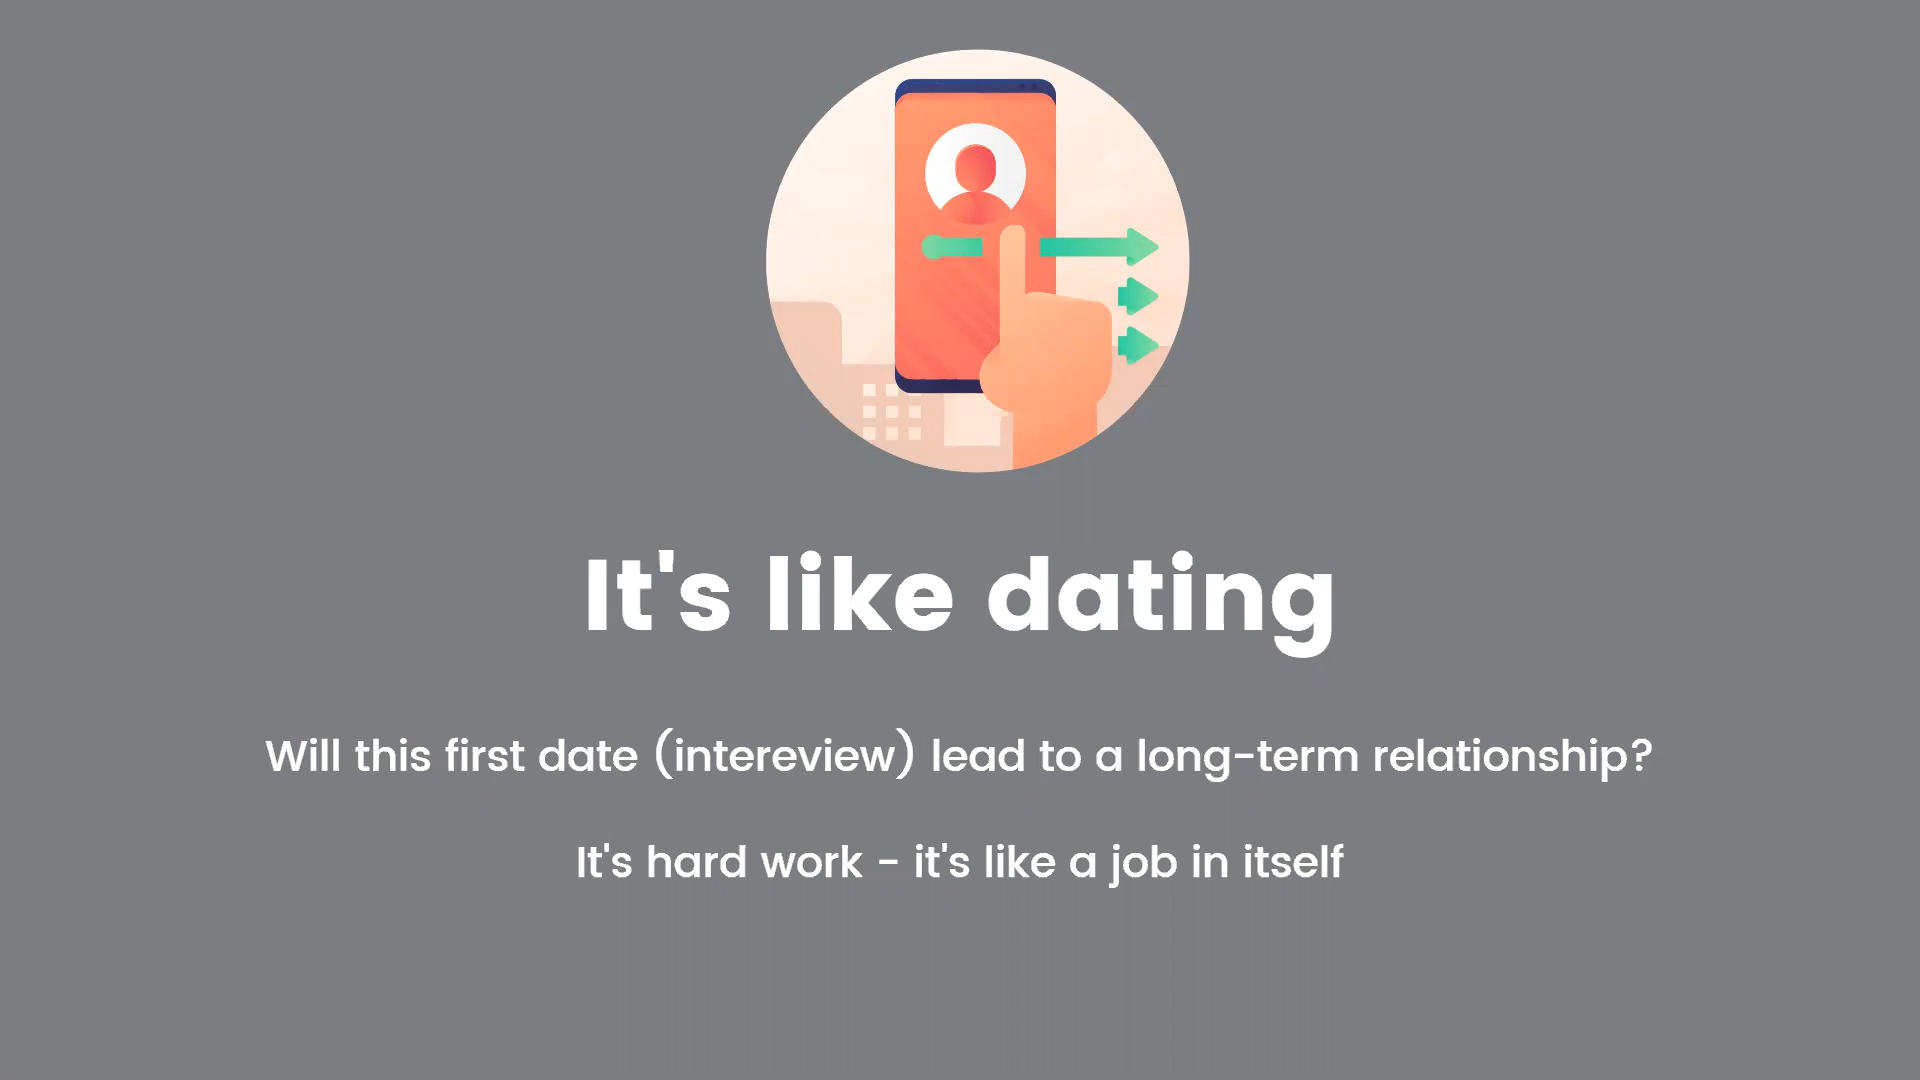 It's like dating
Will this first date (intereview) lead to a long-term relationship?
It's hard work - it's like a job in itself